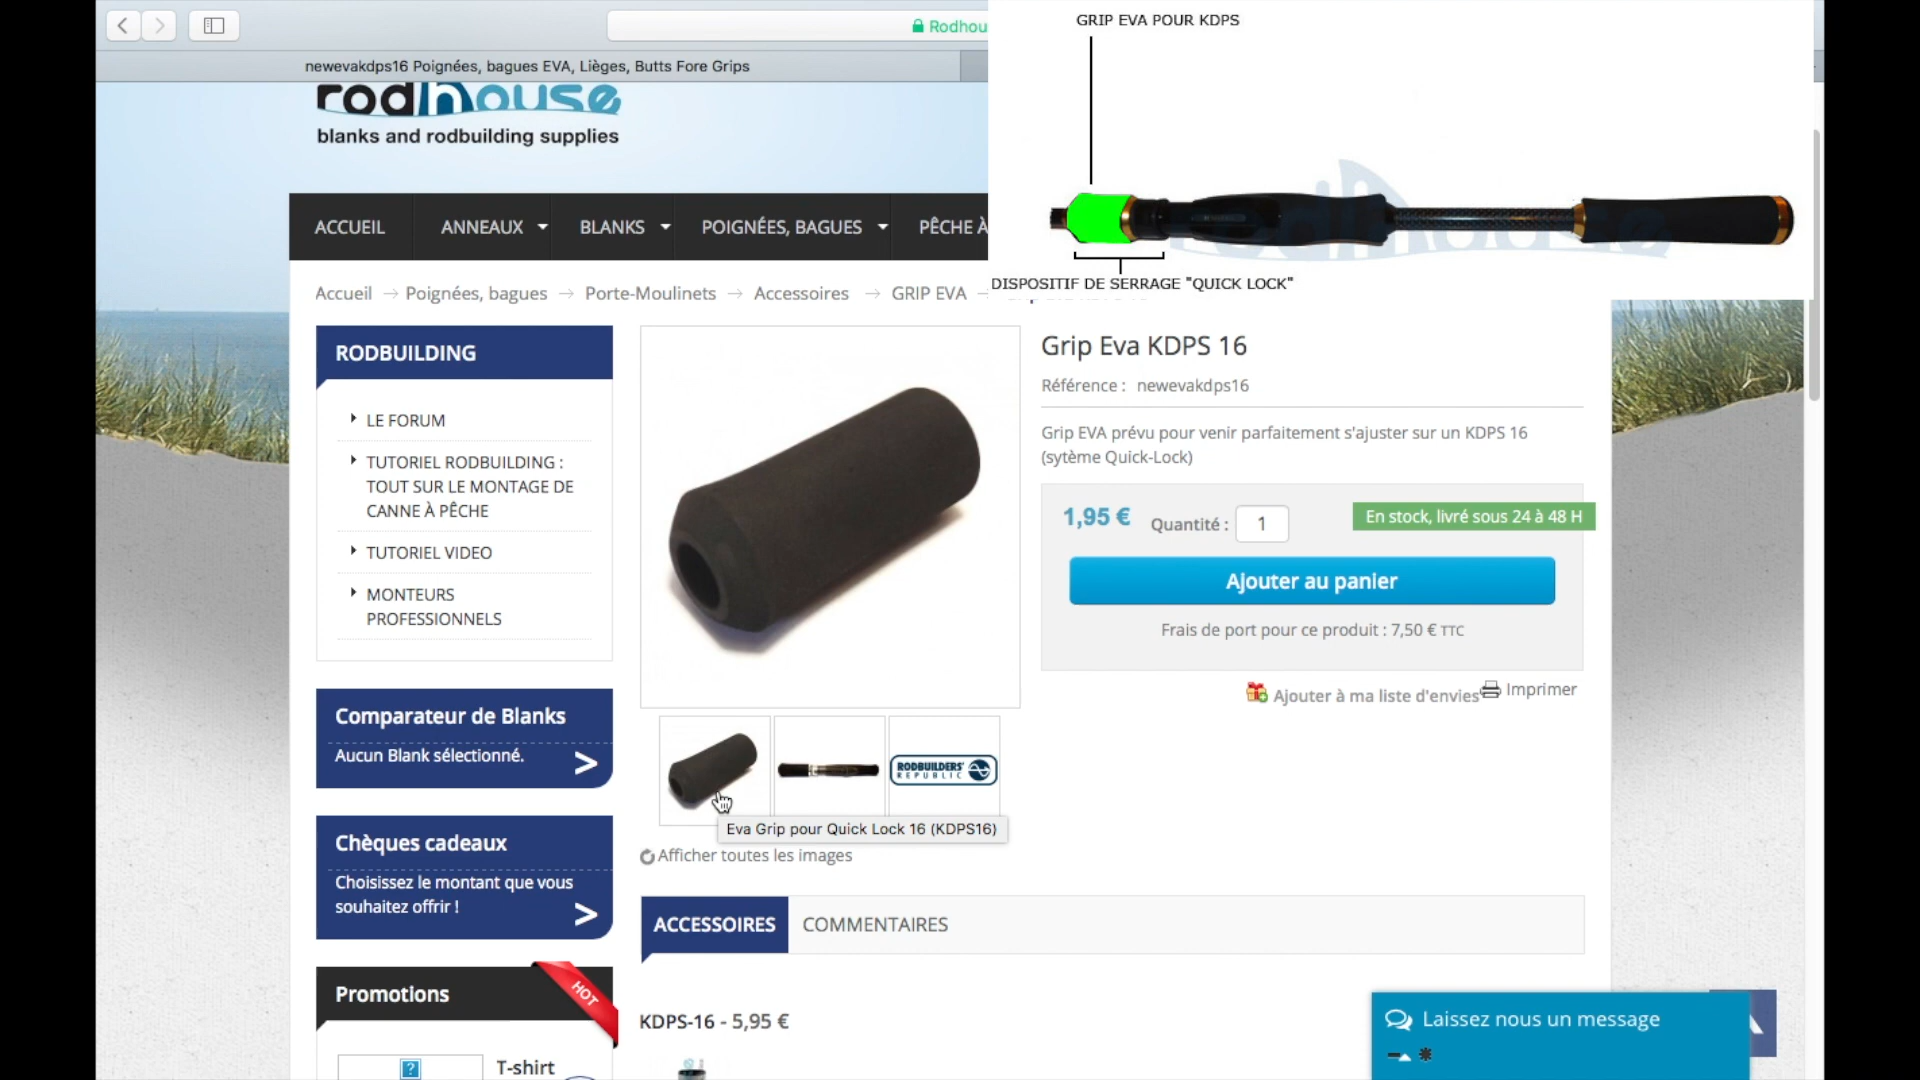 GRIP EVA POUR KDPS
Rodhou
newevakdps16 Poignées, bagues EVA, Lièges, Butts Fore Grips
rodhouse
blanks and rodbuilding supplies
rodhouse
DISPOSITIF DE SERRAGE "QUICK LOCK"
ACCUEIL
ANNEAUX
BLANKS
POIGNÉES, BAGUES
PÊCHE À
Accueil → Poignées, bagues → Porte-Moulinets → Accessoires → GRIP EVA
RODBUILDING
LE FORUM
TUTORIEL RODBUILDING :
TOUT SUR LE MONTAGE DE
CANNE À PÊCHE
TUTORIEL VIDEO
MONTEURS
PROFESSIONNELS
Comparateur de Blanks
Aucun Blank sélectionné.
>
Chèques cadeaux
Choisissez le montant que vous
souhaitez offrir !
>
Promotions
HOT
T-shirt
RODBUILDERS'
REPUBLIC
Eva Grip pour Quick Lock 16 (KDPS16)
Afficher toutes les images
Grip Eva KDPS 16
Référence : newevakdps16
Grip EVA prévu pour venir parfaitement s'ajuster sur un KDPS 16
(sytème Quick-Lock)
1,95 €
Quantité :
1
En stock, livré sous 24 à 48 H
Ajouter au panier
Frais de port pour ce produit : 7,50 € TTC
Ajouter à ma liste d'envies
Imprimer
ACCESSOIRES
COMMENTAIRES
KDPS-16 - 5,95 €
Laissez nous un message